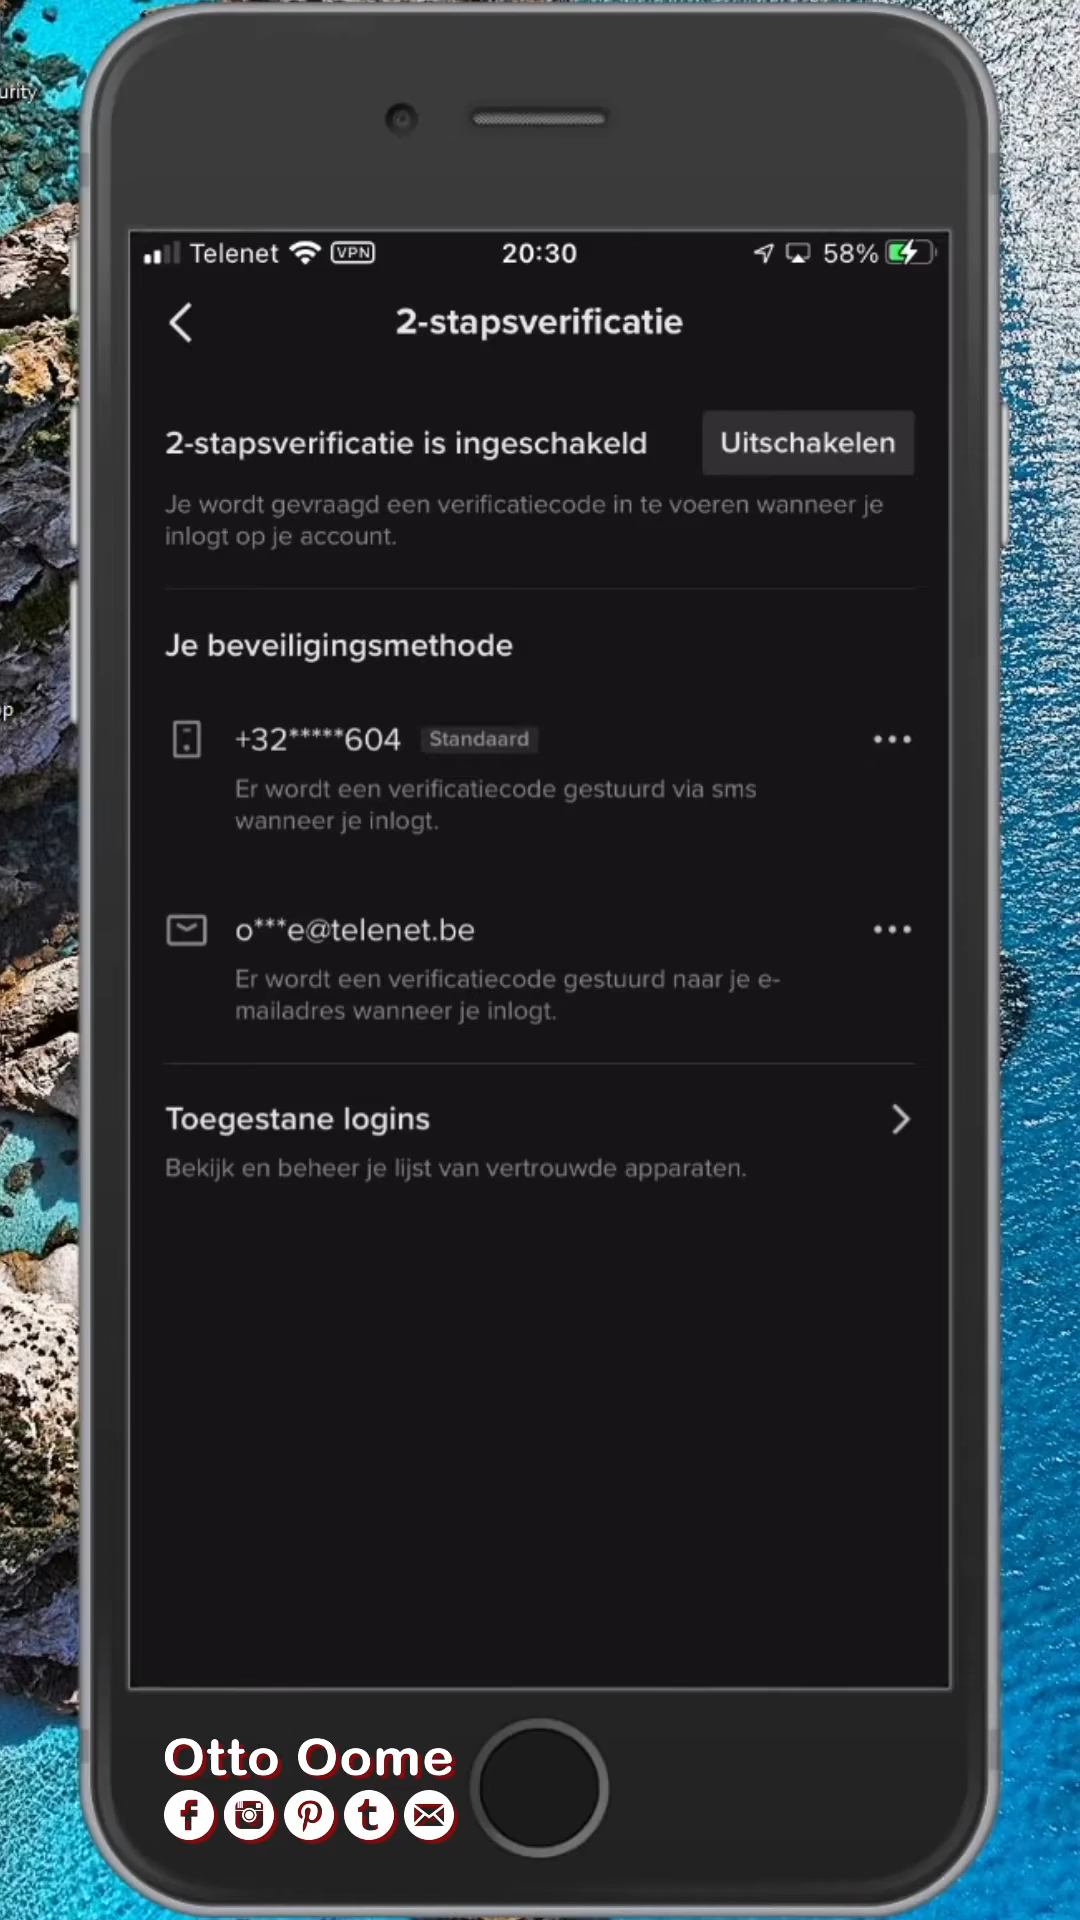 urity
Telenet VPN 20:30 58%
2-stapsverificatie
2-stapsverificatie is ingeschakeld Uitschakelen
Je wordt gevraagd een verificatiecode in te voeren wanneer je
inlogt op je account.
Je beveiligingsmethode
op
+32*****604 Standaard
Er wordt een verificatiecode gestuurd via sms
wanneer je inlogt.
o***e@telenet.be
Er wordt een verificatiecode gestuurd naar je e-
mailadres wanneer je inlogt.
Toegestane logins
Bekijk en beheer je lijst van vertrouwde apparaten.
Otto Oome